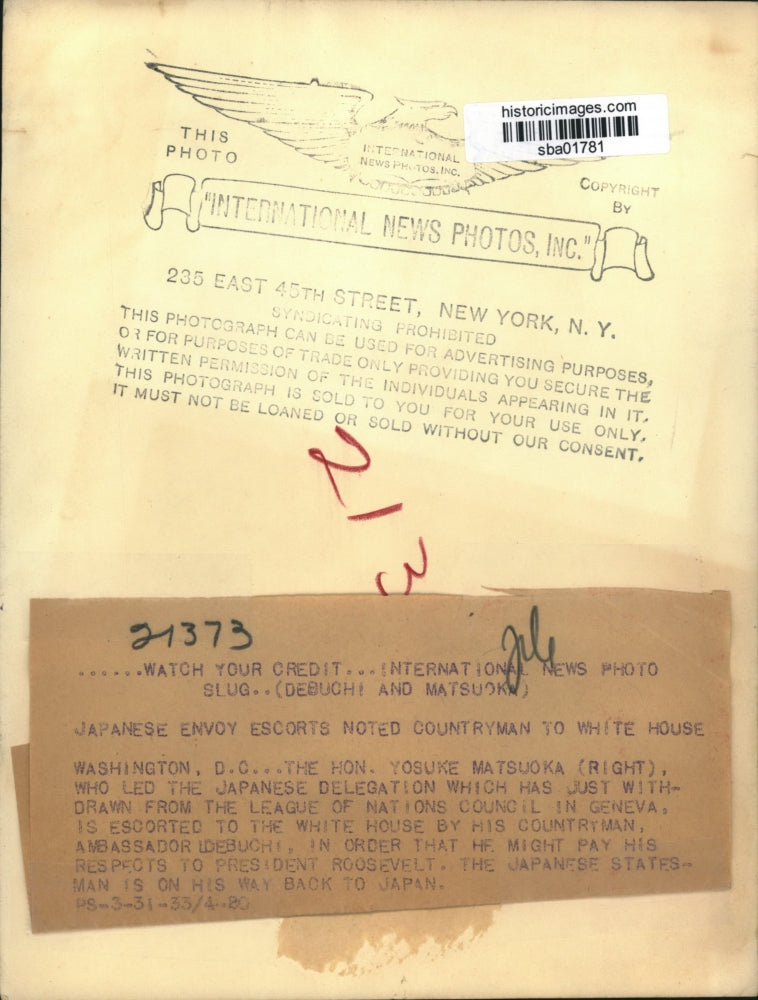 historicimages.com
sba01781
THIS
PHOTO
INTERNATIONAL
NEWS PHOTOS, INC.
COPYRIGHT
BY
"INTERNATIONAL NEWS PHOTOS, INC."
235 EAST 45TH STREET, NEW YORK, N. Y.
SYNDICATING PROHIBITED
THIS PHOTOGRAPH CAN BE USED FOR ADVERTISING PURPOSES,
OR FOR PURPOSES OF TRADE ONLY PROVIDING YOU SECURE THE
WRITTEN PERMISSION OF THE INDIVIDUALS APPEARING IN IT.
THIS PHOTOGRAPH IS SOLD TO YOU FOR YOUR USE ONLY.
IT MUST NOT BE LOANED OR SOLD WITHOUT OUR CONSENT.
21373
......WATCH YOUR CREDIT...INTERNATIONAL NEWS PHOTO
SLUG..(DEBUCHI AND MATSUOKA)
JAPANESE ENVOY ESCORTS NOTED COUNTRYMAN TO WHITE HOUSE
WASHINGTON, D.C...THE HON. YOSUKE MATSUOKA (RIGHT),
WHO LED THE JAPANESE DELEGATION WHICH HAS JUST WITH-
DRAWN FROM THE LEAGUE OF NATIONS COUNCIL IN GENEVA,
IS ESCORTED TO THE WHITE HOUSE BY HIS COUNTRYMAN,
AMBASSADOR DEBUCHI, IN ORDER THAT HE MIGHT PAY HIS
RESPECTS TO PRESIDENT ROOSEVELT. THE JAPANESE STATES-
MAN IS ON HIS WAY BACK TO JAPAN.
PS-3-31-33/4-20